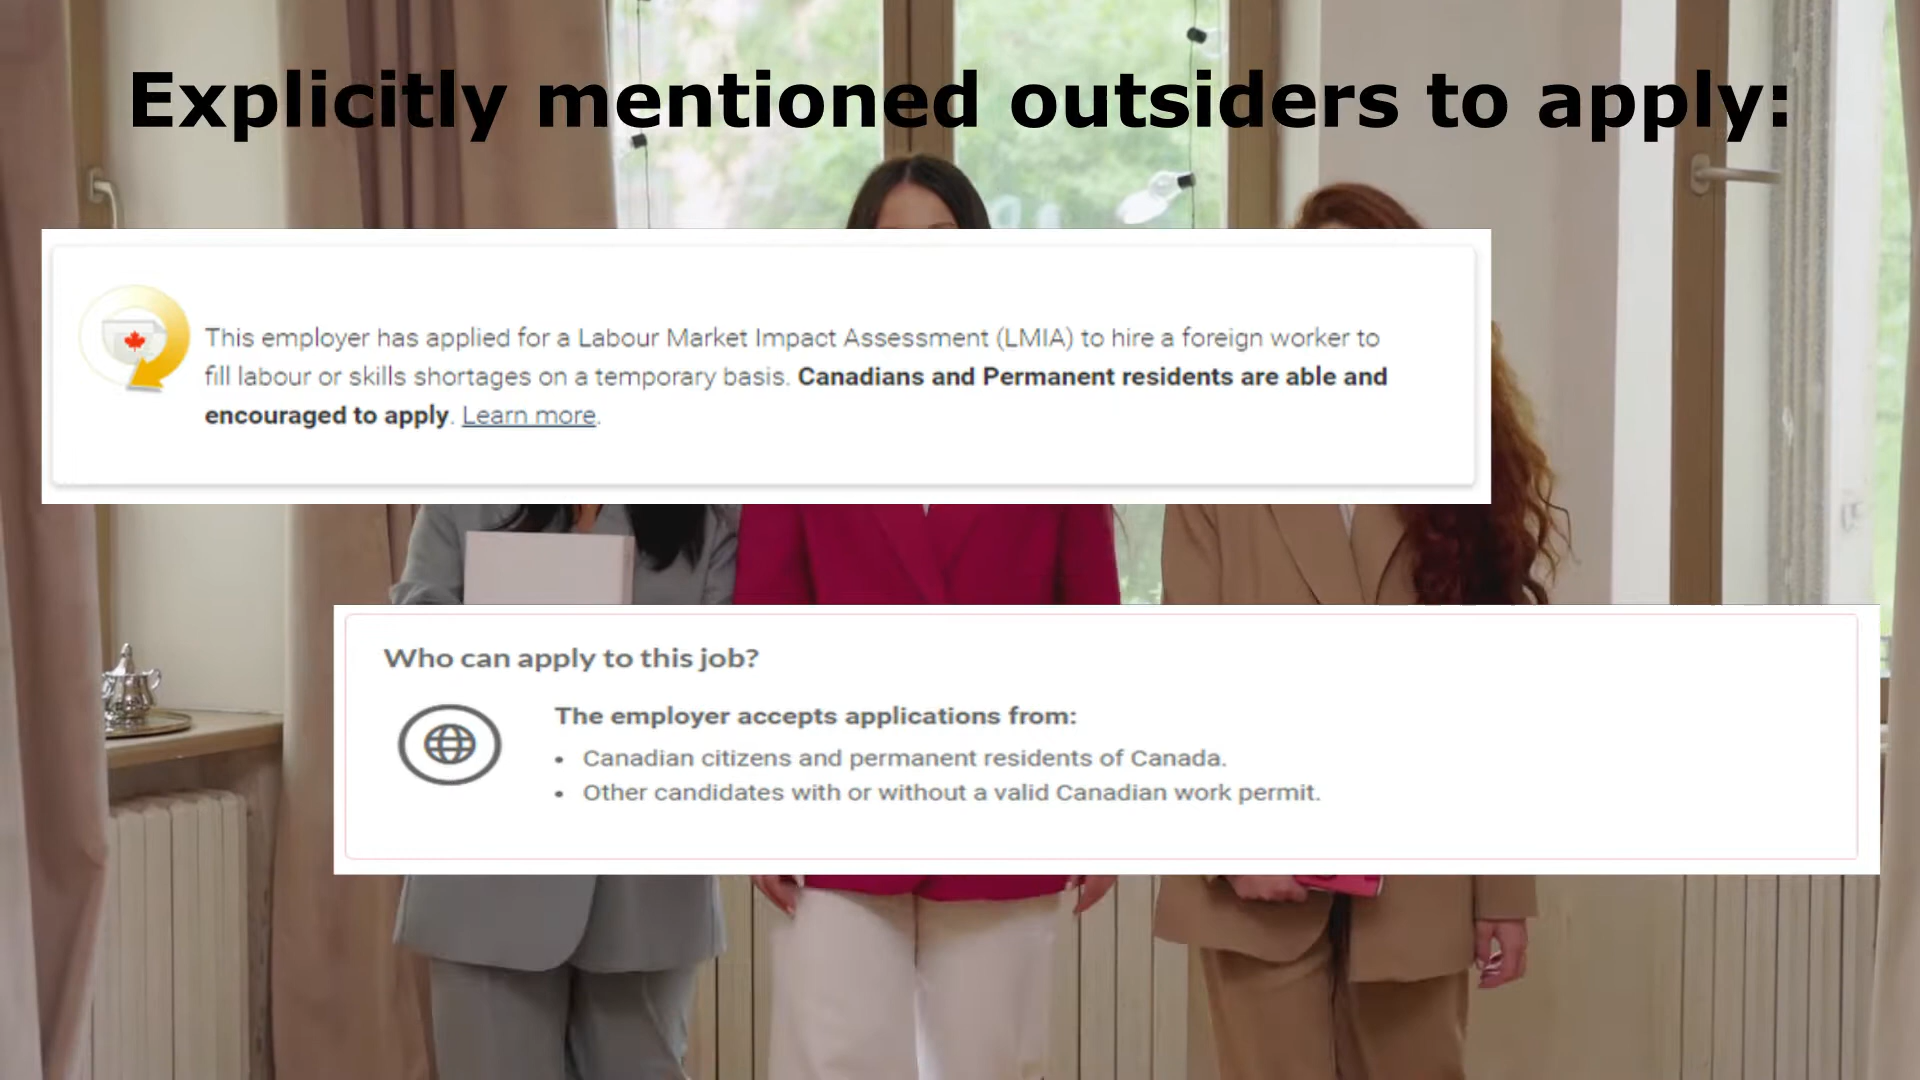 Explicitly mentioned outsiders to apply:
This employer has applied for a Labour Market Impact Assessment (LMIA) to hire a foreign worker to
fill labour or skills shortages on a temporary basis. Canadians and Permanent residents are able and
encouraged to apply. Learn more.
Who can apply to this job?
The employer accepts applications from:
• Canadian citizens and permanent residents of Canada.
• Other candidates with or without a valid Canadian work permit.